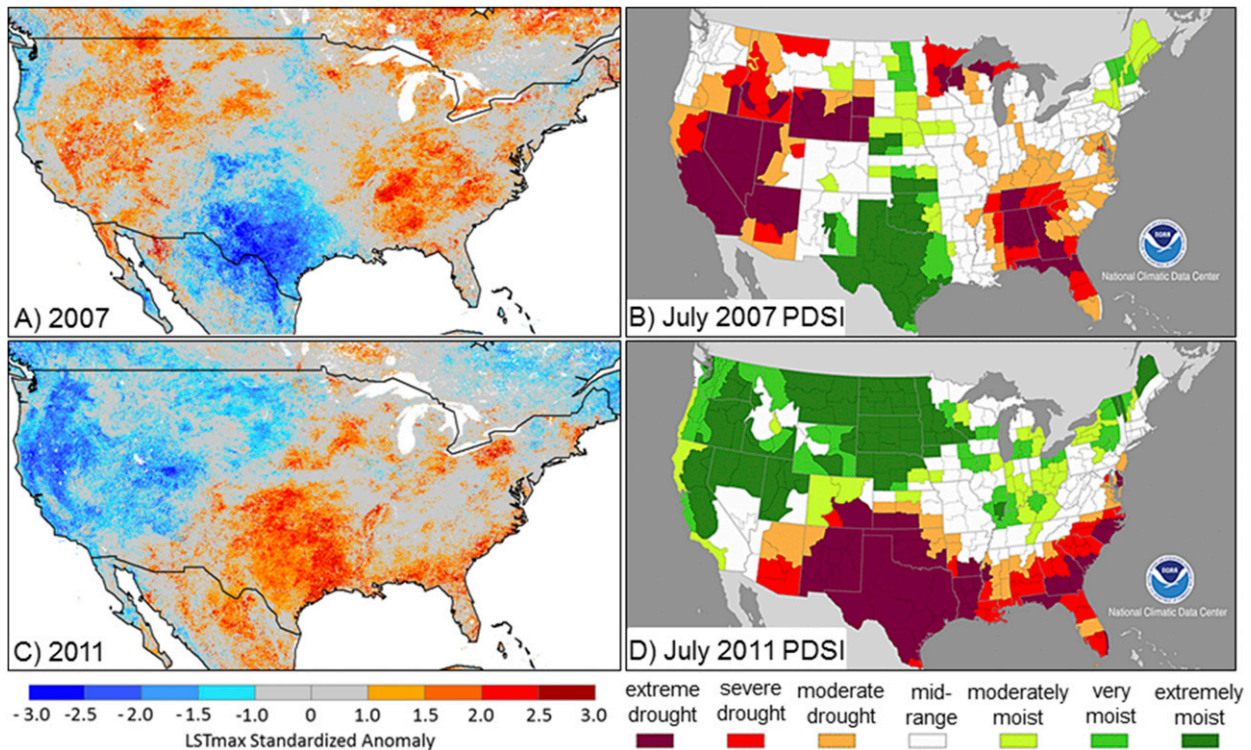 A) 2007
B) July 2007 PDSI
NOAA
National Climatic Data Center
C) 2011
D) July 2011 PDSI
NOAA
National Climatic Data Center
- 3.0 -2.5 -2.0 -1.5 -1.0 0 1.0 1.5 2.0 2.5 3.0
LSTmax Standardized Anomaly
extreme drought
severe drought
moderate drought
mid-range
moderately moist
very moist
extremely moist